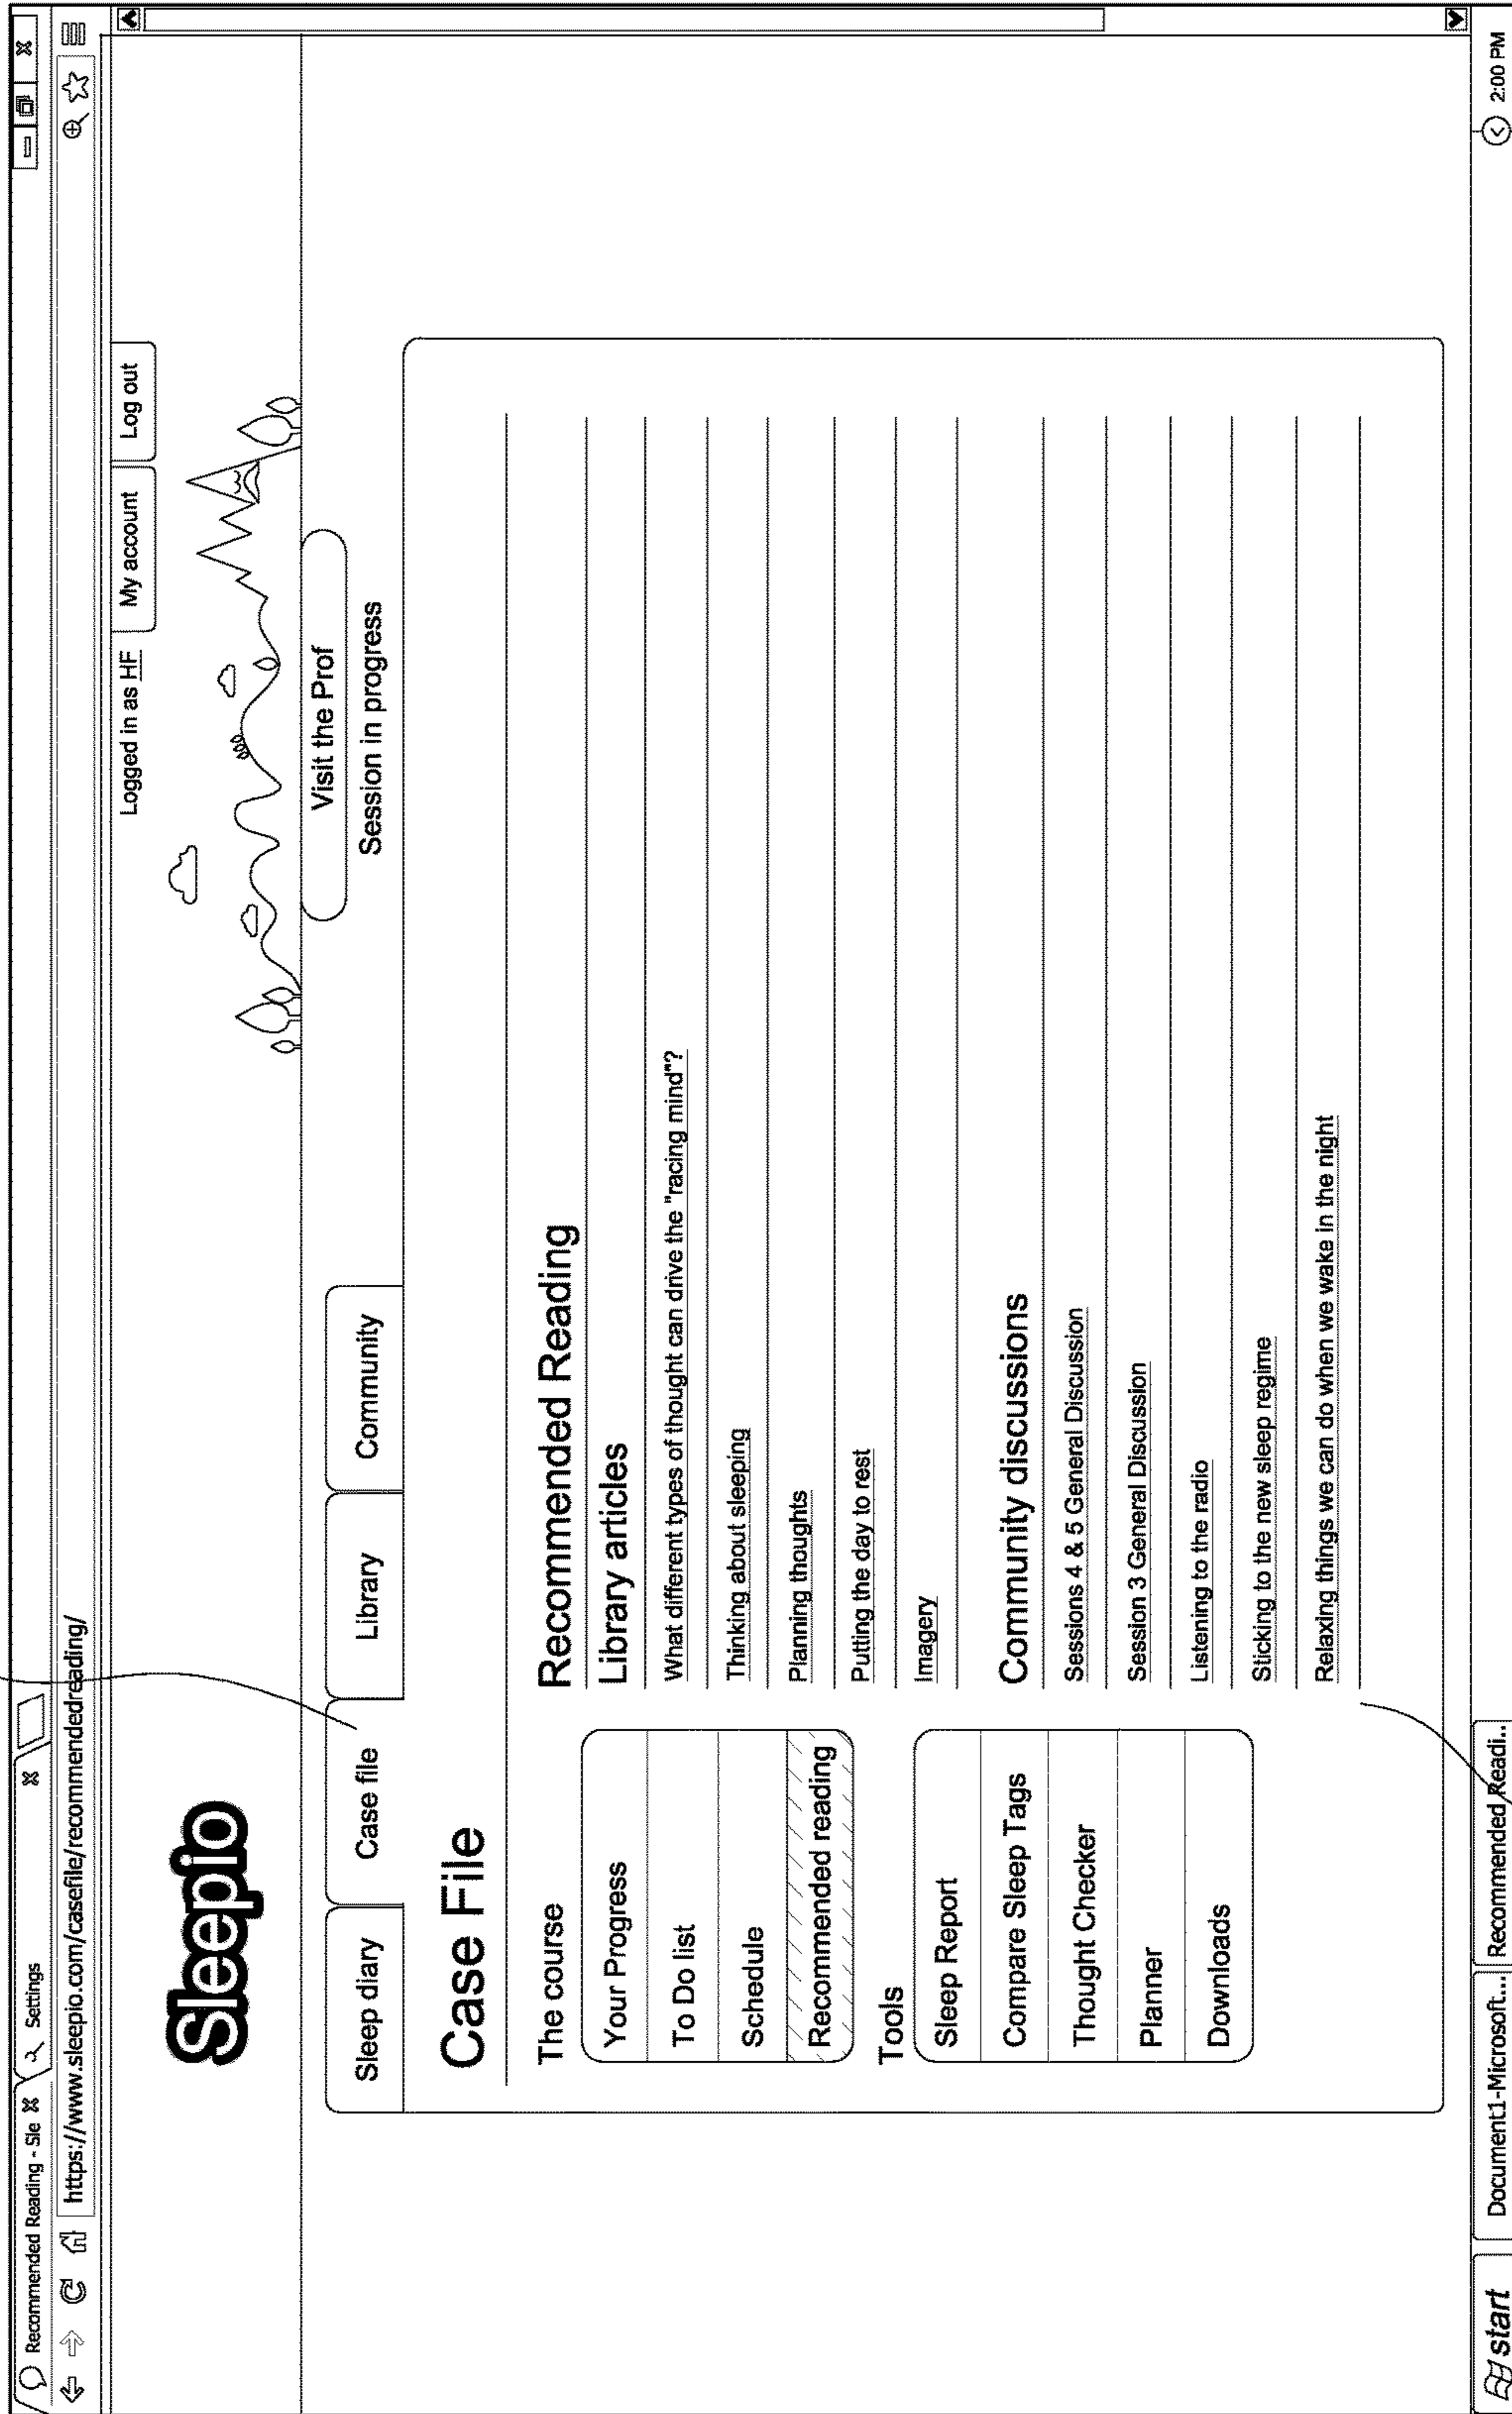 Recommended Reading - Sle
Settings
https://www.sleepio.com/casefile/recommendedreading/
Logged in as HF
My account
Log out
Sleepio
Visit the Prof
Session in progress
Sleep diary
Case file
Library
Community
Case File
The course
Your Progress
To Do list
Schedule
Recommended reading
Tools
Sleep Report
Compare Sleep Tags
Thought Checker
Planner
Downloads
Recommended Reading
Library articles
What different types of thought can drive the "racing mind"?
Thinking about sleeping
Planning thoughts
Putting the day to rest
Imagery
Community discussions
Sessions 4 & 5 General Discussion
Session 3 General Discussion
Listening to the radio
Sticking to the new sleep regime
Relaxing things we can do when we wake in the night
start
Document1-Microsoft...
Recommended Readi..
2:00 PM